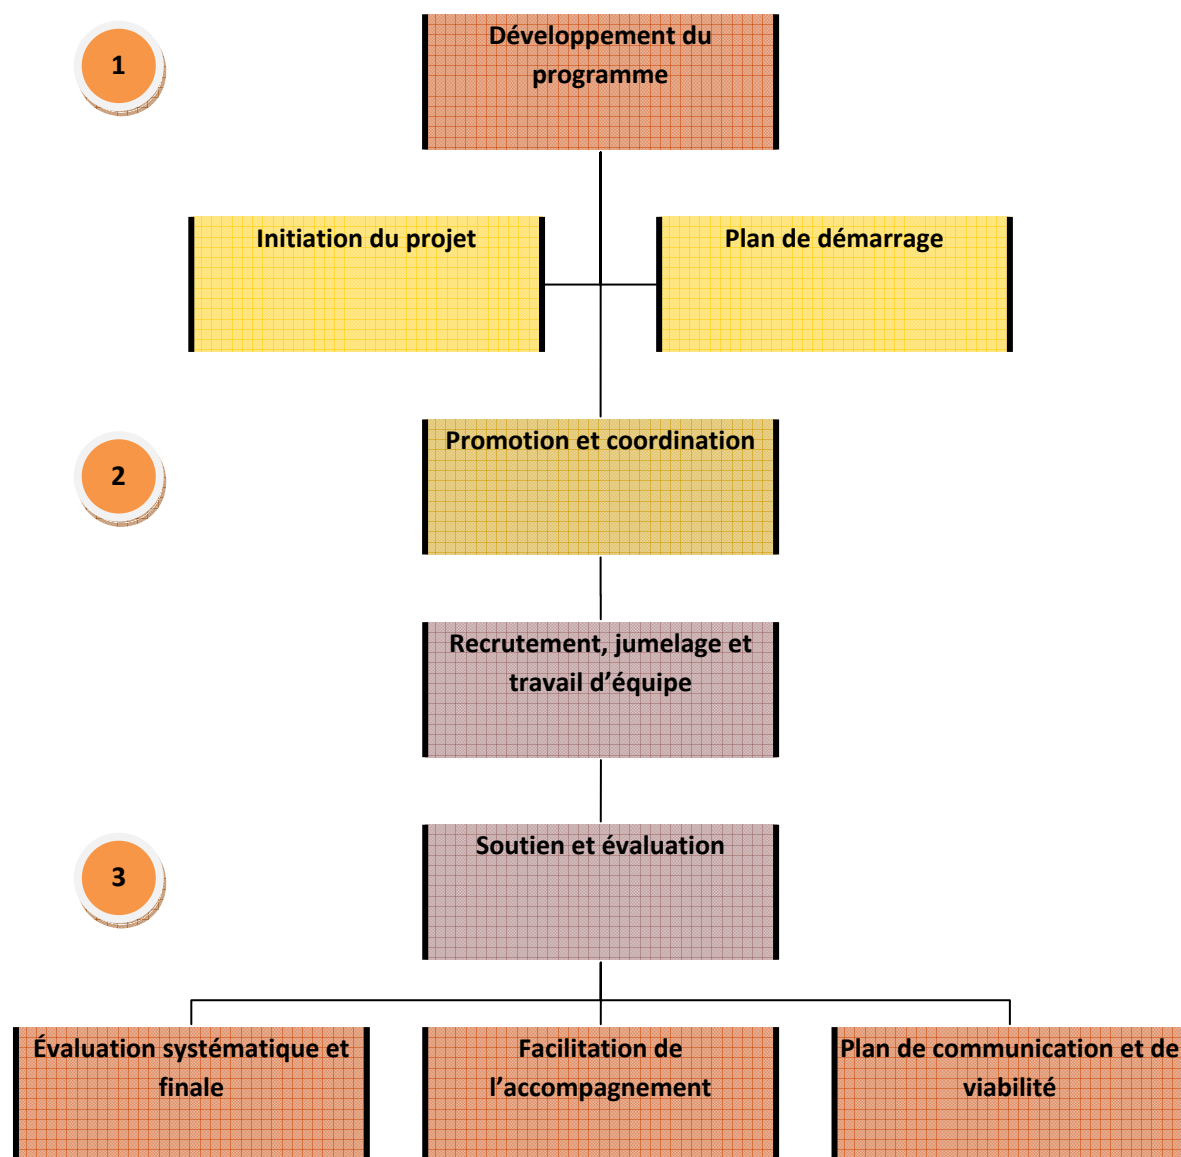 1
Développement du
programme
Initiation du projet
Plan de démarrage
2
Promotion et coordination
Recrutement, jumelage et
travail d’équipe
3
Soutien et évaluation
Évaluation systématique et
finale
Facilitation de
l’accompagnement
Plan de communication et de
viabilité